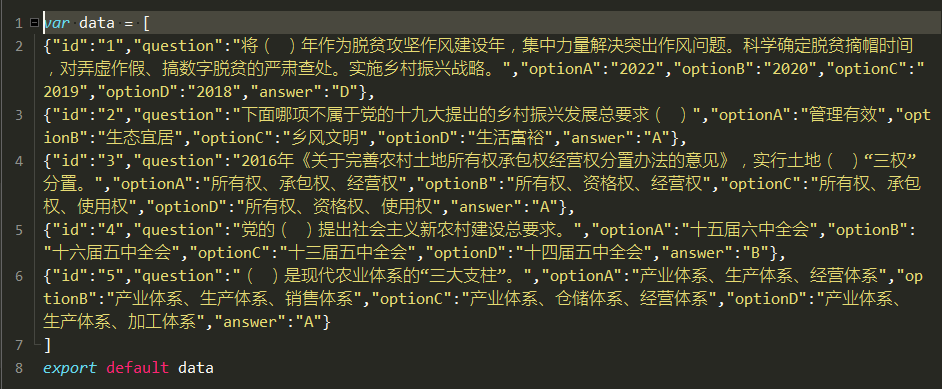 1 var data = [
2 {"id":"1","question":"将（　）年作为脱贫攻坚作风建设年，集中力量解决突出作风问题。科学确定脱贫摘帽时间
，对弄虚作假、搞数字脱贫的严肃查处。实施乡村振兴战略。","optionA":"2022","optionB":"2020","optionC":"
2019","optionD":"2018","answer":"D"},
3 {"id":"2","question":"下面哪项不属于党的十九大提出的乡村振兴发展总要求（　）","optionA":"管理有效","opt
ionB":"生态宜居","optionC":"乡风文明","optionD":"生活富裕","answer":"A"},
4 {"id":"3","question":"2016年《关于完善农村土地所有权承包权经营权分置办法的意见》，实行土地（　）“三权”
分置。","optionA":"所有权、承包权、经营权","optionB":"所有权、资格权、经营权","optionC":"所有权、承包
权、使用权","optionD":"所有权、资格权、使用权","answer":"A"},
5 {"id":"4","question":"党的（　）提出社会主义新农村建设总要求。","optionA":"十五届六中全会","optionB":
"十六届五中全会","optionC":"十三届五中全会","optionD":"十四届五中全会","answer":"B"},
6 {"id":"5","question":"（　）是现代农业体系的“三大支柱”。","optionA":"产业体系、生产体系、经营体系","op
tionB":"产业体系、生产体系、销售体系","optionC":"产业体系、仓储体系、经营体系","optionD":"产业体系、
生产体系、加工体系","answer":"A"}
7 ]
8 export default data